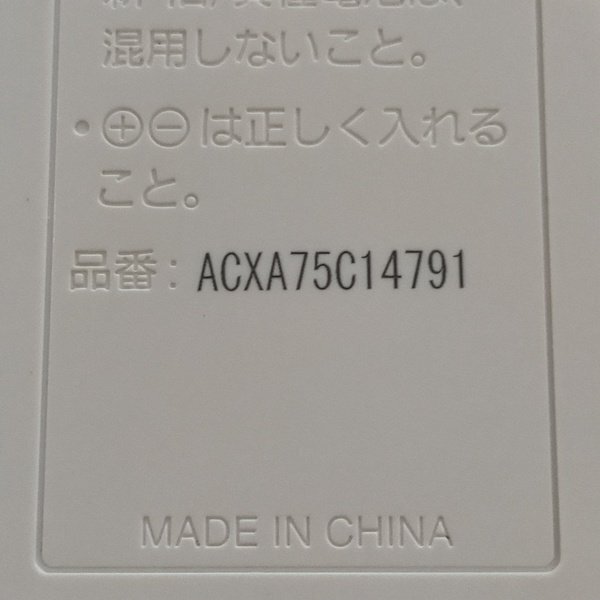 混用しないこと。
•⊕⊖は正しく入れる
こと。
品番: ACXA75C14791
MADE IN CHINA